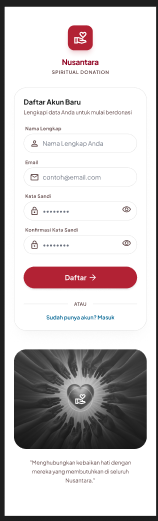 Nusantara
SPIRITUAL DONATION
Daftar Akun Baru
Lengkapi data Anda untuk mulai berdonasi
Nama Lengkap
Nama Lengkap Anda
Email
contoh@email.com
Kata Sandi
••••••••
Konfirmasi Kata Sandi
••••••••
Daftar →
ATAU
Sudah punya akun? Masuk
"Menghubungkan kebaikan hati dengan
mereka yang membutuhkan di seluruh
Nusantara."